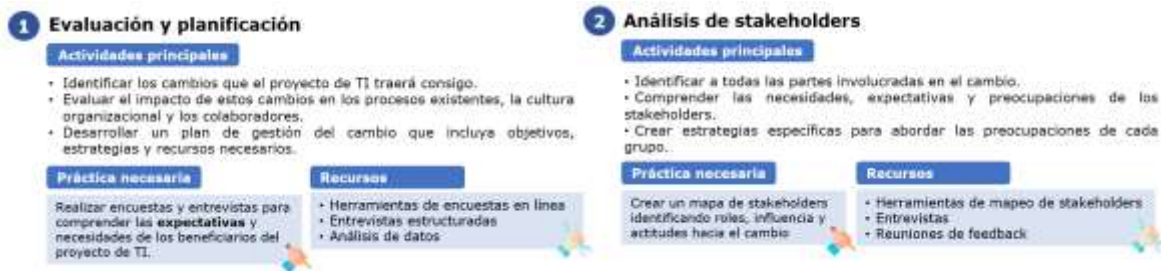 1 Evaluación y planificación
Actividades principales
• Identificar los cambios que el proyecto de TI traerá consigo.
• Evaluar el impacto de estos cambios en los procesos existentes, la cultura
organizacional y los colaboradores.
• Desarrollar un plan de gestión del cambio que incluya objetivos,
estrategias y recursos necesarios.
Práctica necesaria
Realizar encuestas y entrevistas para
comprender las expectativas y
necesidades de los beneficiarios del
proyecto de TI.
Recursos
• Herramientas de encuestas en línea
• Entrevistas estructuradas
• Análisis de datos
2 Análisis de stakeholders
Actividades principales
• Identificar a todas las partes involucradas en el cambio.
• Comprender las necesidades, expectativas y preocupaciones de los
stakeholders.
• Crear estrategias específicas para abordar las preocupaciones de cada
grupo.
Práctica necesaria
Crear un mapa de stakeholders
identificando roles, influencia y
actitudes hacia el cambio
Recursos
• Herramientas de mapeo de stakeholders
• Entrevistas
• Reuniones de feedback